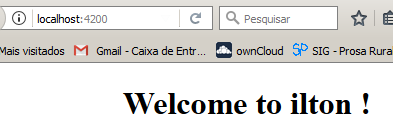 localhost:4200 Pesquisar
Mais visitados Gmail - Caixa de Entr... ownCloud SIG - Prosa Rural
Welcome to ilton !